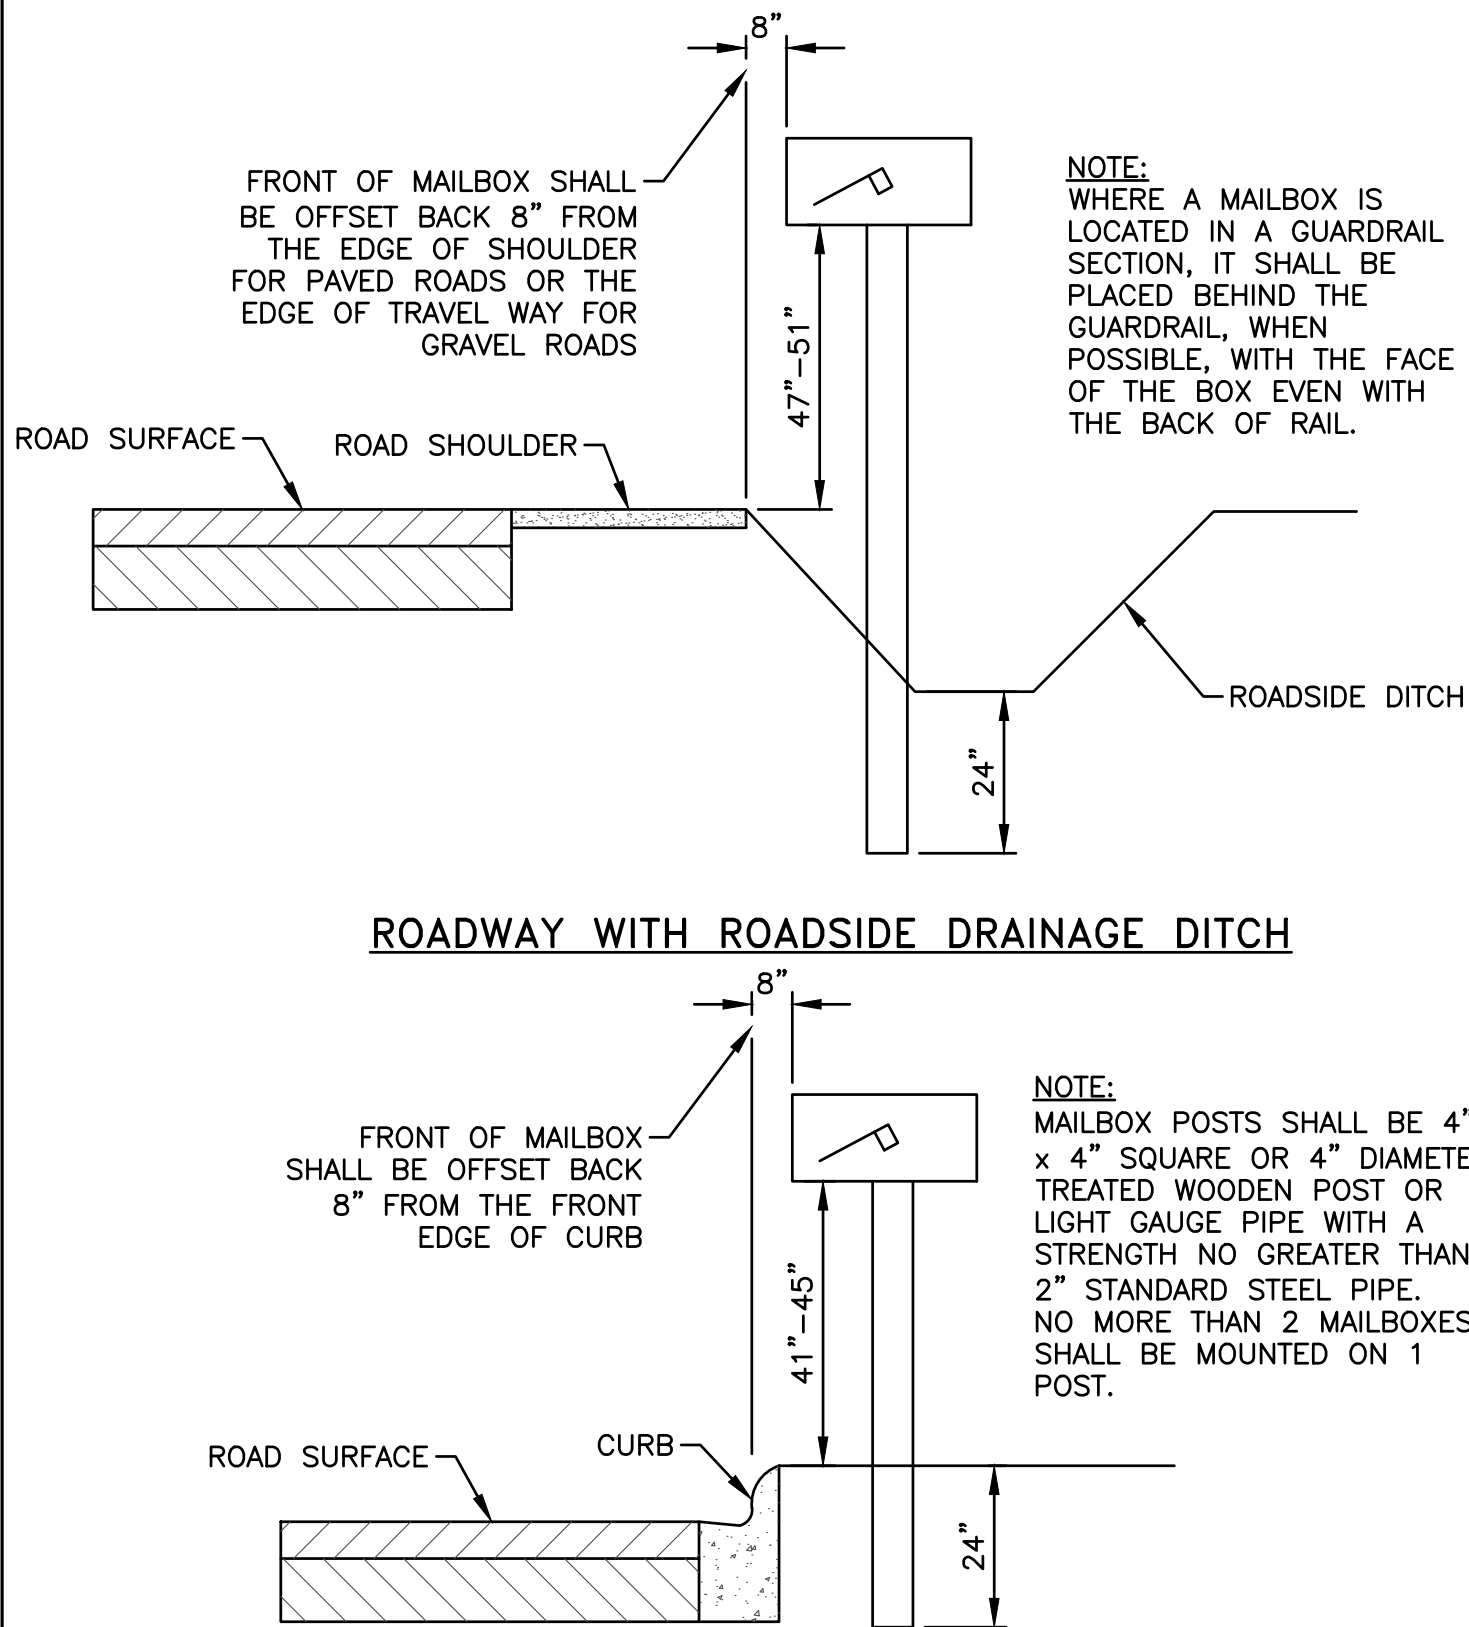 8"
FRONT OF MAILBOX SHALL
BE OFFSET BACK 8" FROM
THE EDGE OF SHOULDER
FOR PAVED ROADS OR THE
EDGE OF TRAVEL WAY FOR
GRAVEL ROADS
NOTE:
WHERE A MAILBOX IS
LOCATED IN A GUARDRAIL
SECTION, IT SHALL BE
PLACED BEHIND THE
GUARDRAIL, WHEN
POSSIBLE, WITH THE FACE
OF THE BOX EVEN WITH
THE BACK OF RAIL.
47"-51"
ROAD SURFACE
ROAD SHOULDER
ROADSIDE DITCH
24"
ROADWAY WITH ROADSIDE DRAINAGE DITCH
8"
FRONT OF MAILBOX
SHALL BE OFFSET BACK
8" FROM THE FRONT
EDGE OF CURB
NOTE:
MAILBOX POSTS SHALL BE 4"
x 4" SQUARE OR 4" DIAMETE
TREATED WOODEN POST OR
LIGHT GAUGE PIPE WITH A
STRENGTH NO GREATER THAN
2" STANDARD STEEL PIPE.
NO MORE THAN 2 MAILBOXES
SHALL BE MOUNTED ON 1
POST.
41"-45"
ROAD SURFACE
CURB
24"